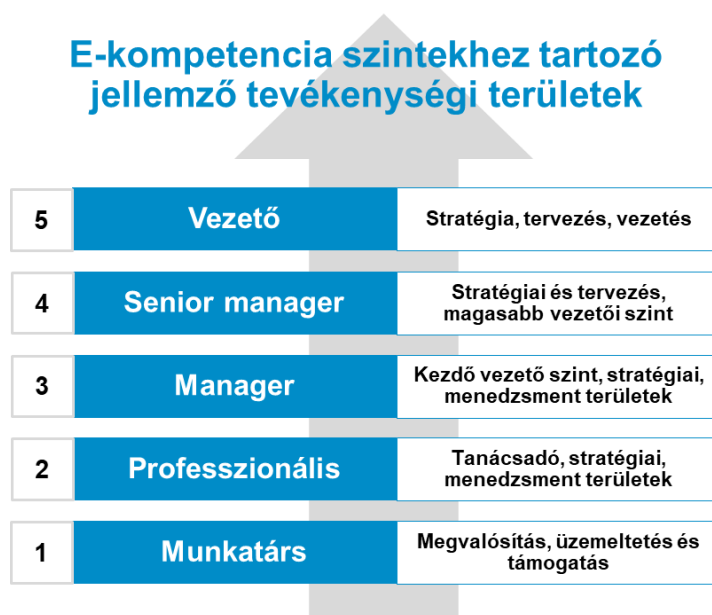 E-kompetencia szintekhez tartozó
jellemző tevékenységi területek
5
Vezető
Stratégia, tervezés, vezetés
4
Senior manager
Stratégiai és tervezés,
magasabb vezetői szint
3
Manager
Kezdő vezető szint, stratégiai,
menedzsment területek
2
Professzionális
Tanácsadó, stratégiai,
menedzsment területek
1
Munkatárs
Megvalósítás, üzemeltetés és
támogatás